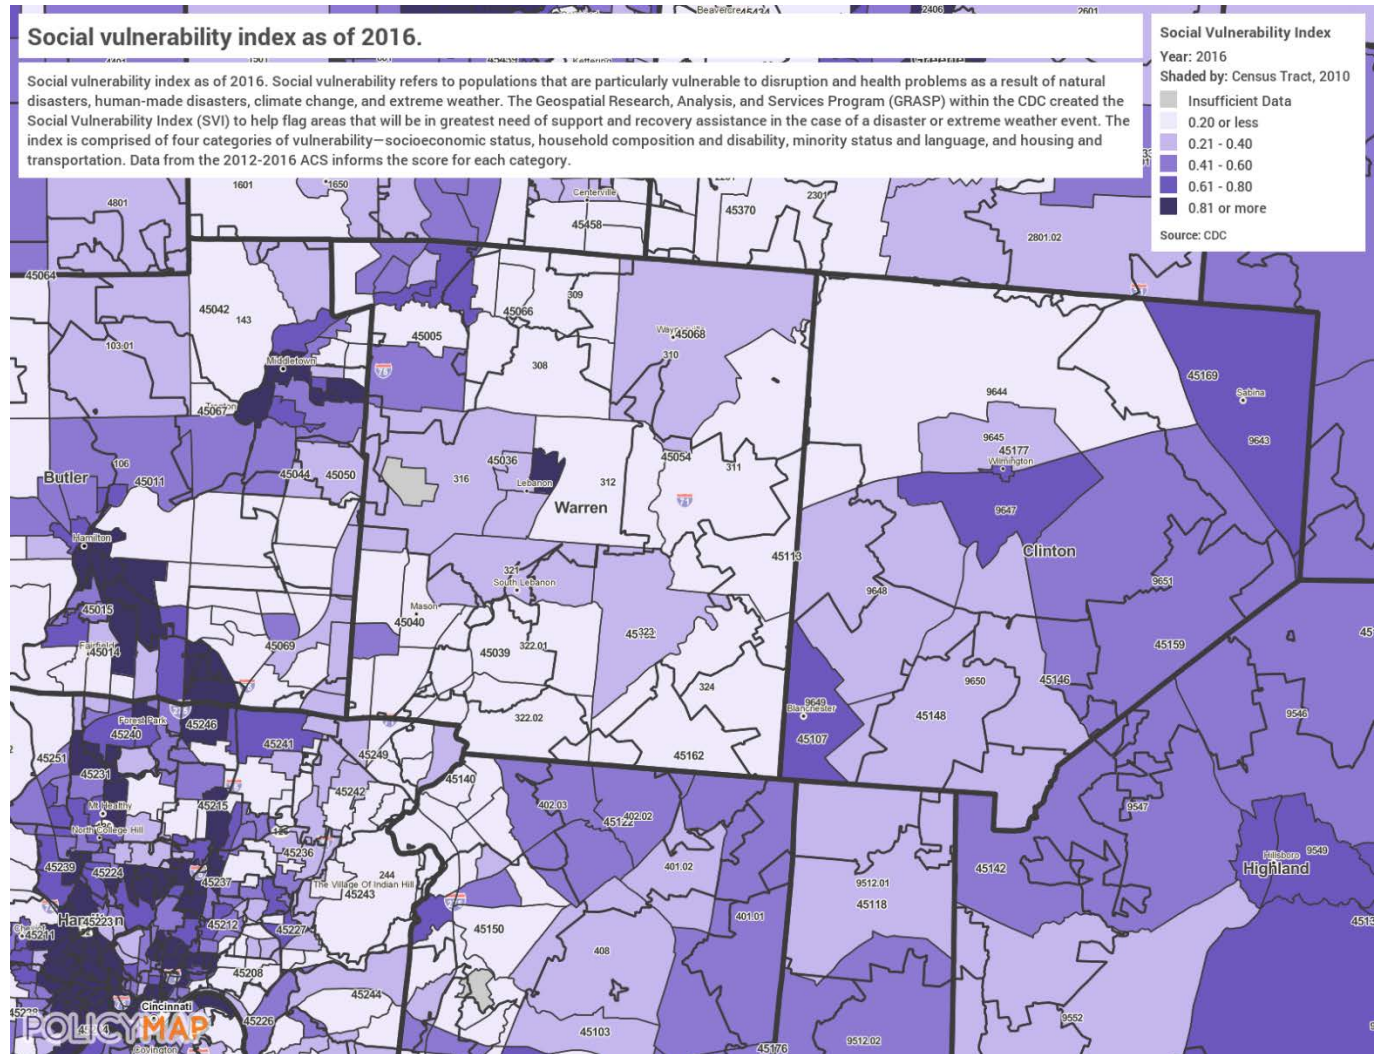 Social vulnerability index as of 2016.
Social vulnerability index as of 2016. Social vulnerability refers to populations that are particularly vulnerable to disruption and health problems as a result of natural
disasters, human-made disasters, climate change, and extreme weather. The Geospatial Research, Analysis, and Services Program (GRASP) within the CDC created the
Social Vulnerability Index (SVI) to help flag areas that will be in greatest need of support and recovery assistance in the case of a disaster or extreme weather event. The
index is comprised of four categories of vulnerability—socioeconomic status, household composition and disability, minority status and language, and housing and
transportation. Data from the 2012-2016 ACS informs the score for each category.
Social Vulnerability Index
Year: 2016
Shaded by: Census Tract, 2010
Insufficient Data
0.20 or less
0.21 - 0.40
0.41 - 0.60
0.61 - 0.80
0.81 or more
Source: CDC
2406
2601
1601
1650
4801
Centerville
45458
45370
2301
2801.02
45064
45042
143
45066
309
45005
308
45068
310
103.01
Middletown
45067
45169
Sabina
9643
9644
9645
45177
Wilmington
106
Butler
45011
45044
45050
316
45036
Lebanon
312
45054
311
71
75
Warren
9647
Clinton
Hamilton
45113
321
South Lebanon
9648
9651
45015
Mason
45040
Fairfield
45014
45069
45039
322.01
323
45159
324
9650
45146
9649
Blanchester
45148
45107
322.02
45162
9546
Forest Park
45240
45246
45241
45249
45251
45140
45231
45242
45215
Mt Healthy
North College Hill
402.03
402.02
45122
9547
45236
45239
45224
45237
244
The Village Of Indian Hill
45243
401.02
9512.01
45118
45142
Hillsboro
9549
Highland
45223
45211
45212
45227
401.01
45150
408
45208
45244
45226
Cincinnati
45103
45176
9512.02
9552
POLICYMAP
Covington